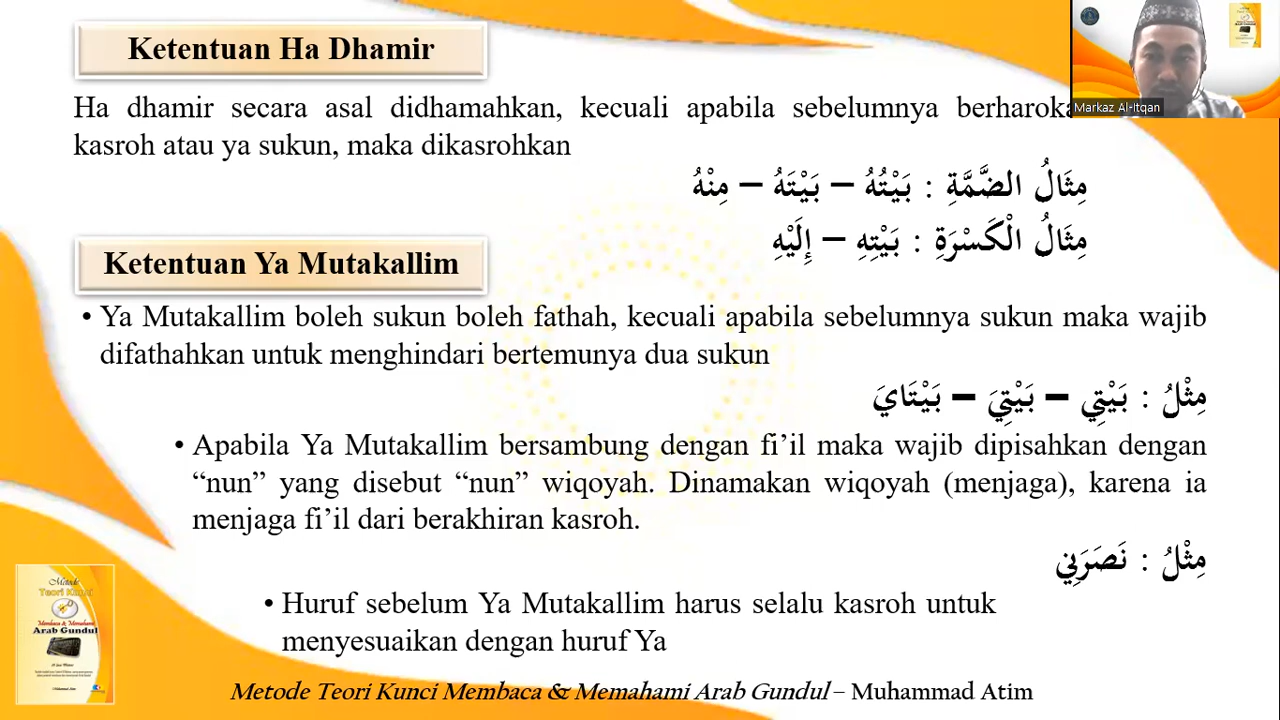 Ketentuan Ha Dhamir
Ha dhamir secara asal didhamahkan, kecuali apabila sebelumnya
kasroh atau ya sukun, maka dikasrohkan
مِثَالُ الضَّمَّةِ : بَيْتُهُ – بَيْتَهُ – مِنْهُ
مِثَالُ الْكَسْرَةِ : بَيْتِهِ – إِلَيْهِ
Ketentuan Ya Mutakallim
• Ya Mutakallim boleh sukun boleh fathah, kecuali apabila sebelumnya sukun maka wajib
difathahkan untuk menghindari bertemunya dua sukun
مِثْلُ : بَيْتِي – بَيْتِيَ – بَيْتَايَ
• Apabila Ya Mutakallim bersambung dengan fi’il maka wajib dipisahkan dengan
“nun” yang disebut “nun” wiqoyah. Dinamakan wiqoyah (menjaga), karena ia
menjaga fi’il dari berakhiran kasroh.
مِثْلُ : نَصَرَنِي
• Huruf sebelum Ya Mutakallim harus selalu kasroh untuk
menyesuaikan dengan huruf Ya
Metode Teori Kunci Membaca & Memahami Arab Gundul – Muhammad Atim
Markaz Al-Itqan
Metode
Teori Kunci
Membaca & Memahami
Arab Gundul